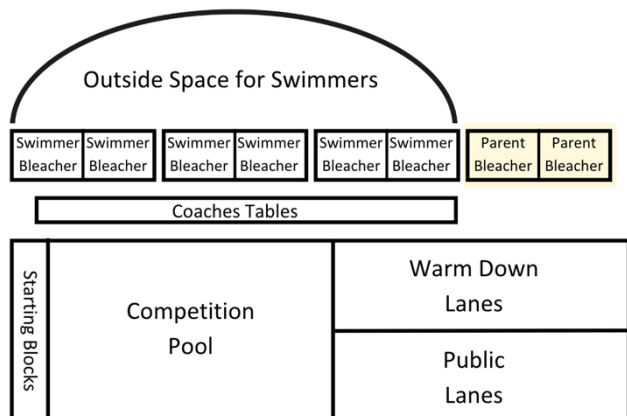 Outside Space for Swimmers
Swimmer Bleacher
Swimmer Bleacher
Swimmer Bleacher
Swimmer Bleacher
Swimmer Bleacher
Swimmer Bleacher
Parent Bleacher
Parent Bleacher
Coaches Tables
Starting Blocks
Competition
Pool
Warm Down
Lanes
Public
Lanes